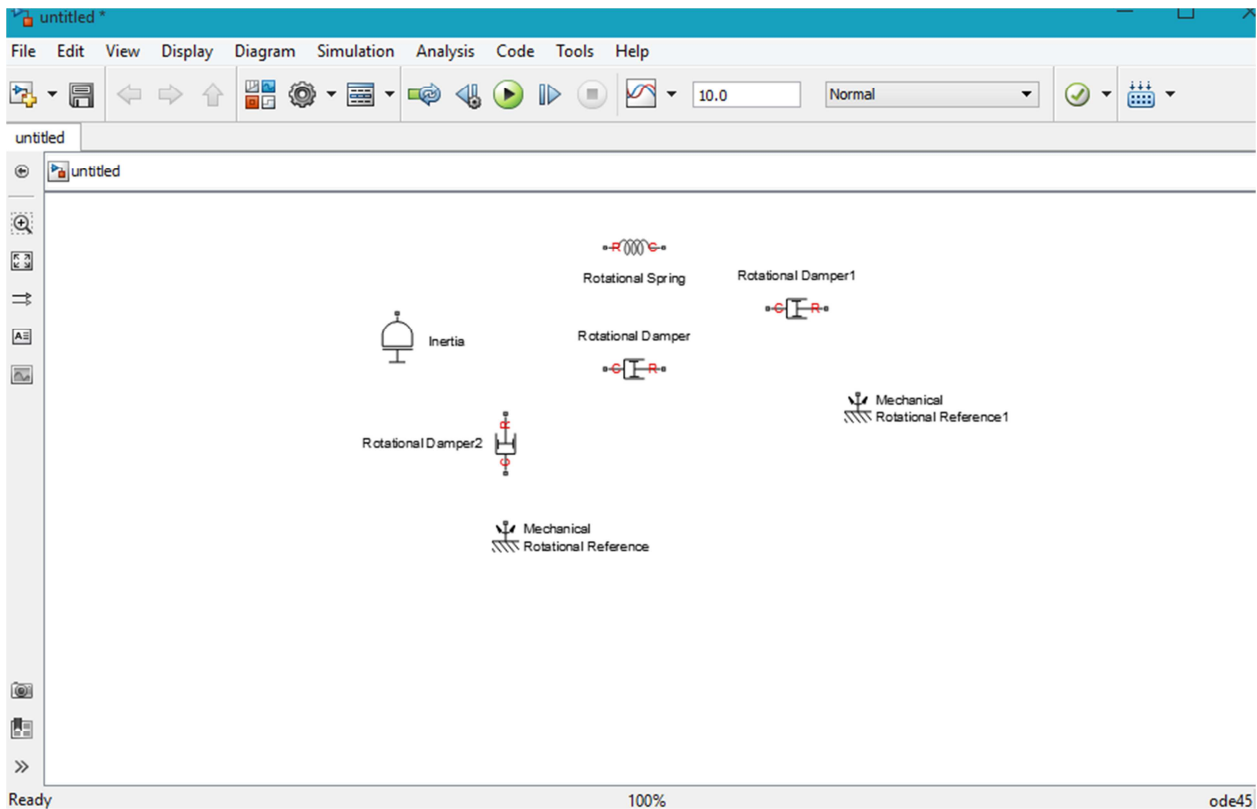 untitled *
File Edit View Display Diagram Simulation Analysis Code Tools Help
10.0 Normal
untitled
untitled
R C
Rotational Spring
Rotational Damper1
C R
Inertia
Rotational Damper
C R
Mechanical
Rotational Reference1
R
Rotational Damper2
C
Mechanical
Rotational Reference
Ready 100% ode45